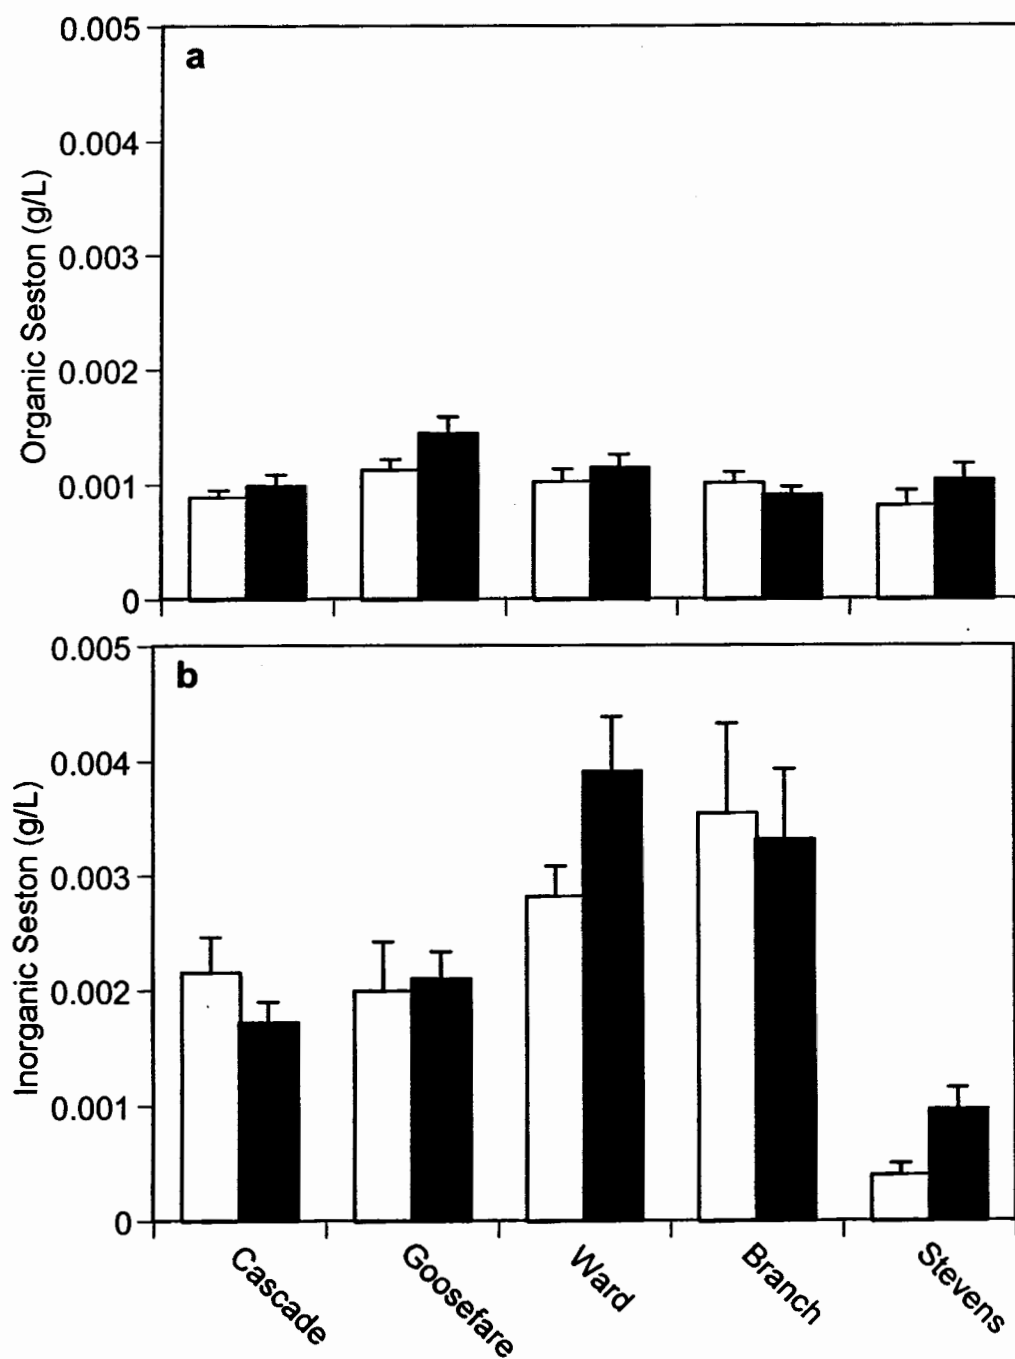 a
Organic Seston (g/L)
0.005
0.004
0.003
0.002
0.001
0
b
Inorganic Seston (g/L)
0.005
0.004
0.003
0.002
0.001
0
Cascade
Goosefare
Ward
Branch
Stevens